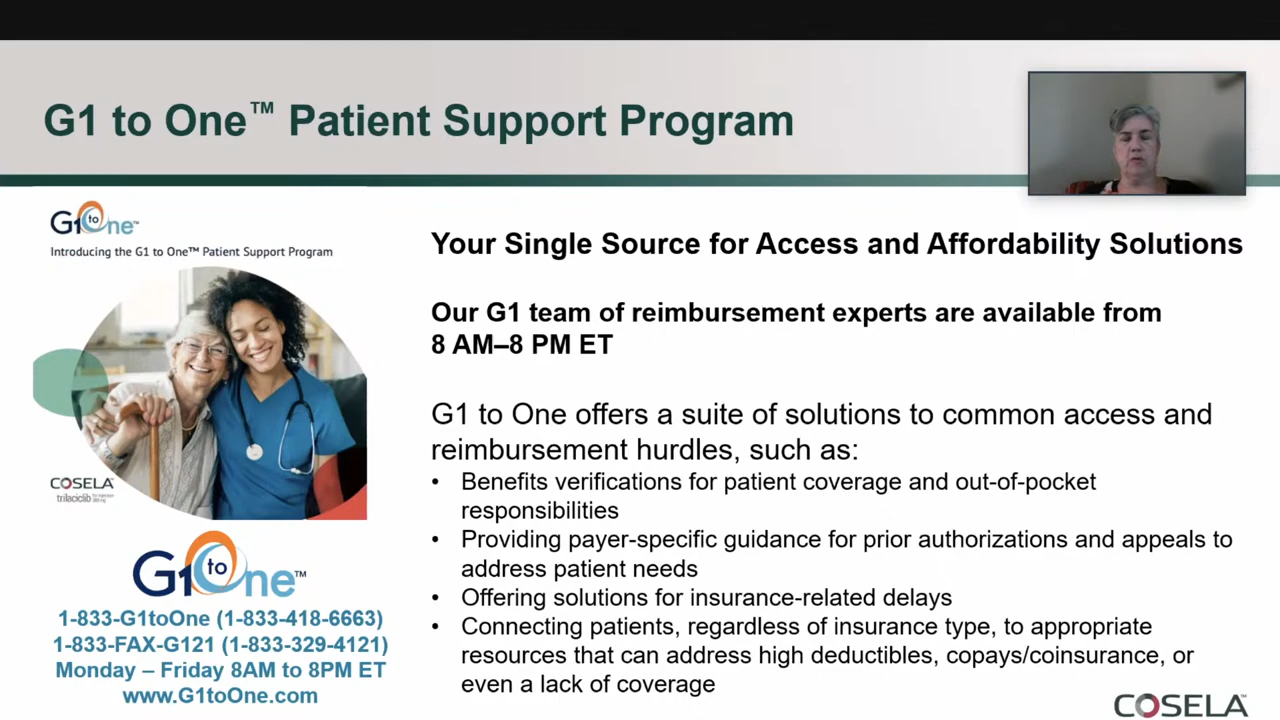 G1 to One™ Patient Support Program
G1 to One™
Introducing the G1 to One™ Patient Support Program
COSELA™
trilaciclib for injection
G1 to One™
1-833-G1toOne (1-833-418-6663)
1-833-FAX-G121 (1-833-329-4121)
Monday – Friday 8AM to 8PM ET
www.G1toOne.com
Your Single Source for Access and Affordability Solutions
Our G1 team of reimbursement experts are available from
8 AM–8 PM ET
G1 to One offers a suite of solutions to common access and
reimbursement hurdles, such as:
• Benefits verifications for patient coverage and out-of-pocket
responsibilities
• Providing payer-specific guidance for prior authorizations and appeals to
address patient needs
• Offering solutions for insurance-related delays
• Connecting patients, regardless of insurance type, to appropriate
resources that can address high deductibles, copays/coinsurance, or
even a lack of coverage
COSELA™